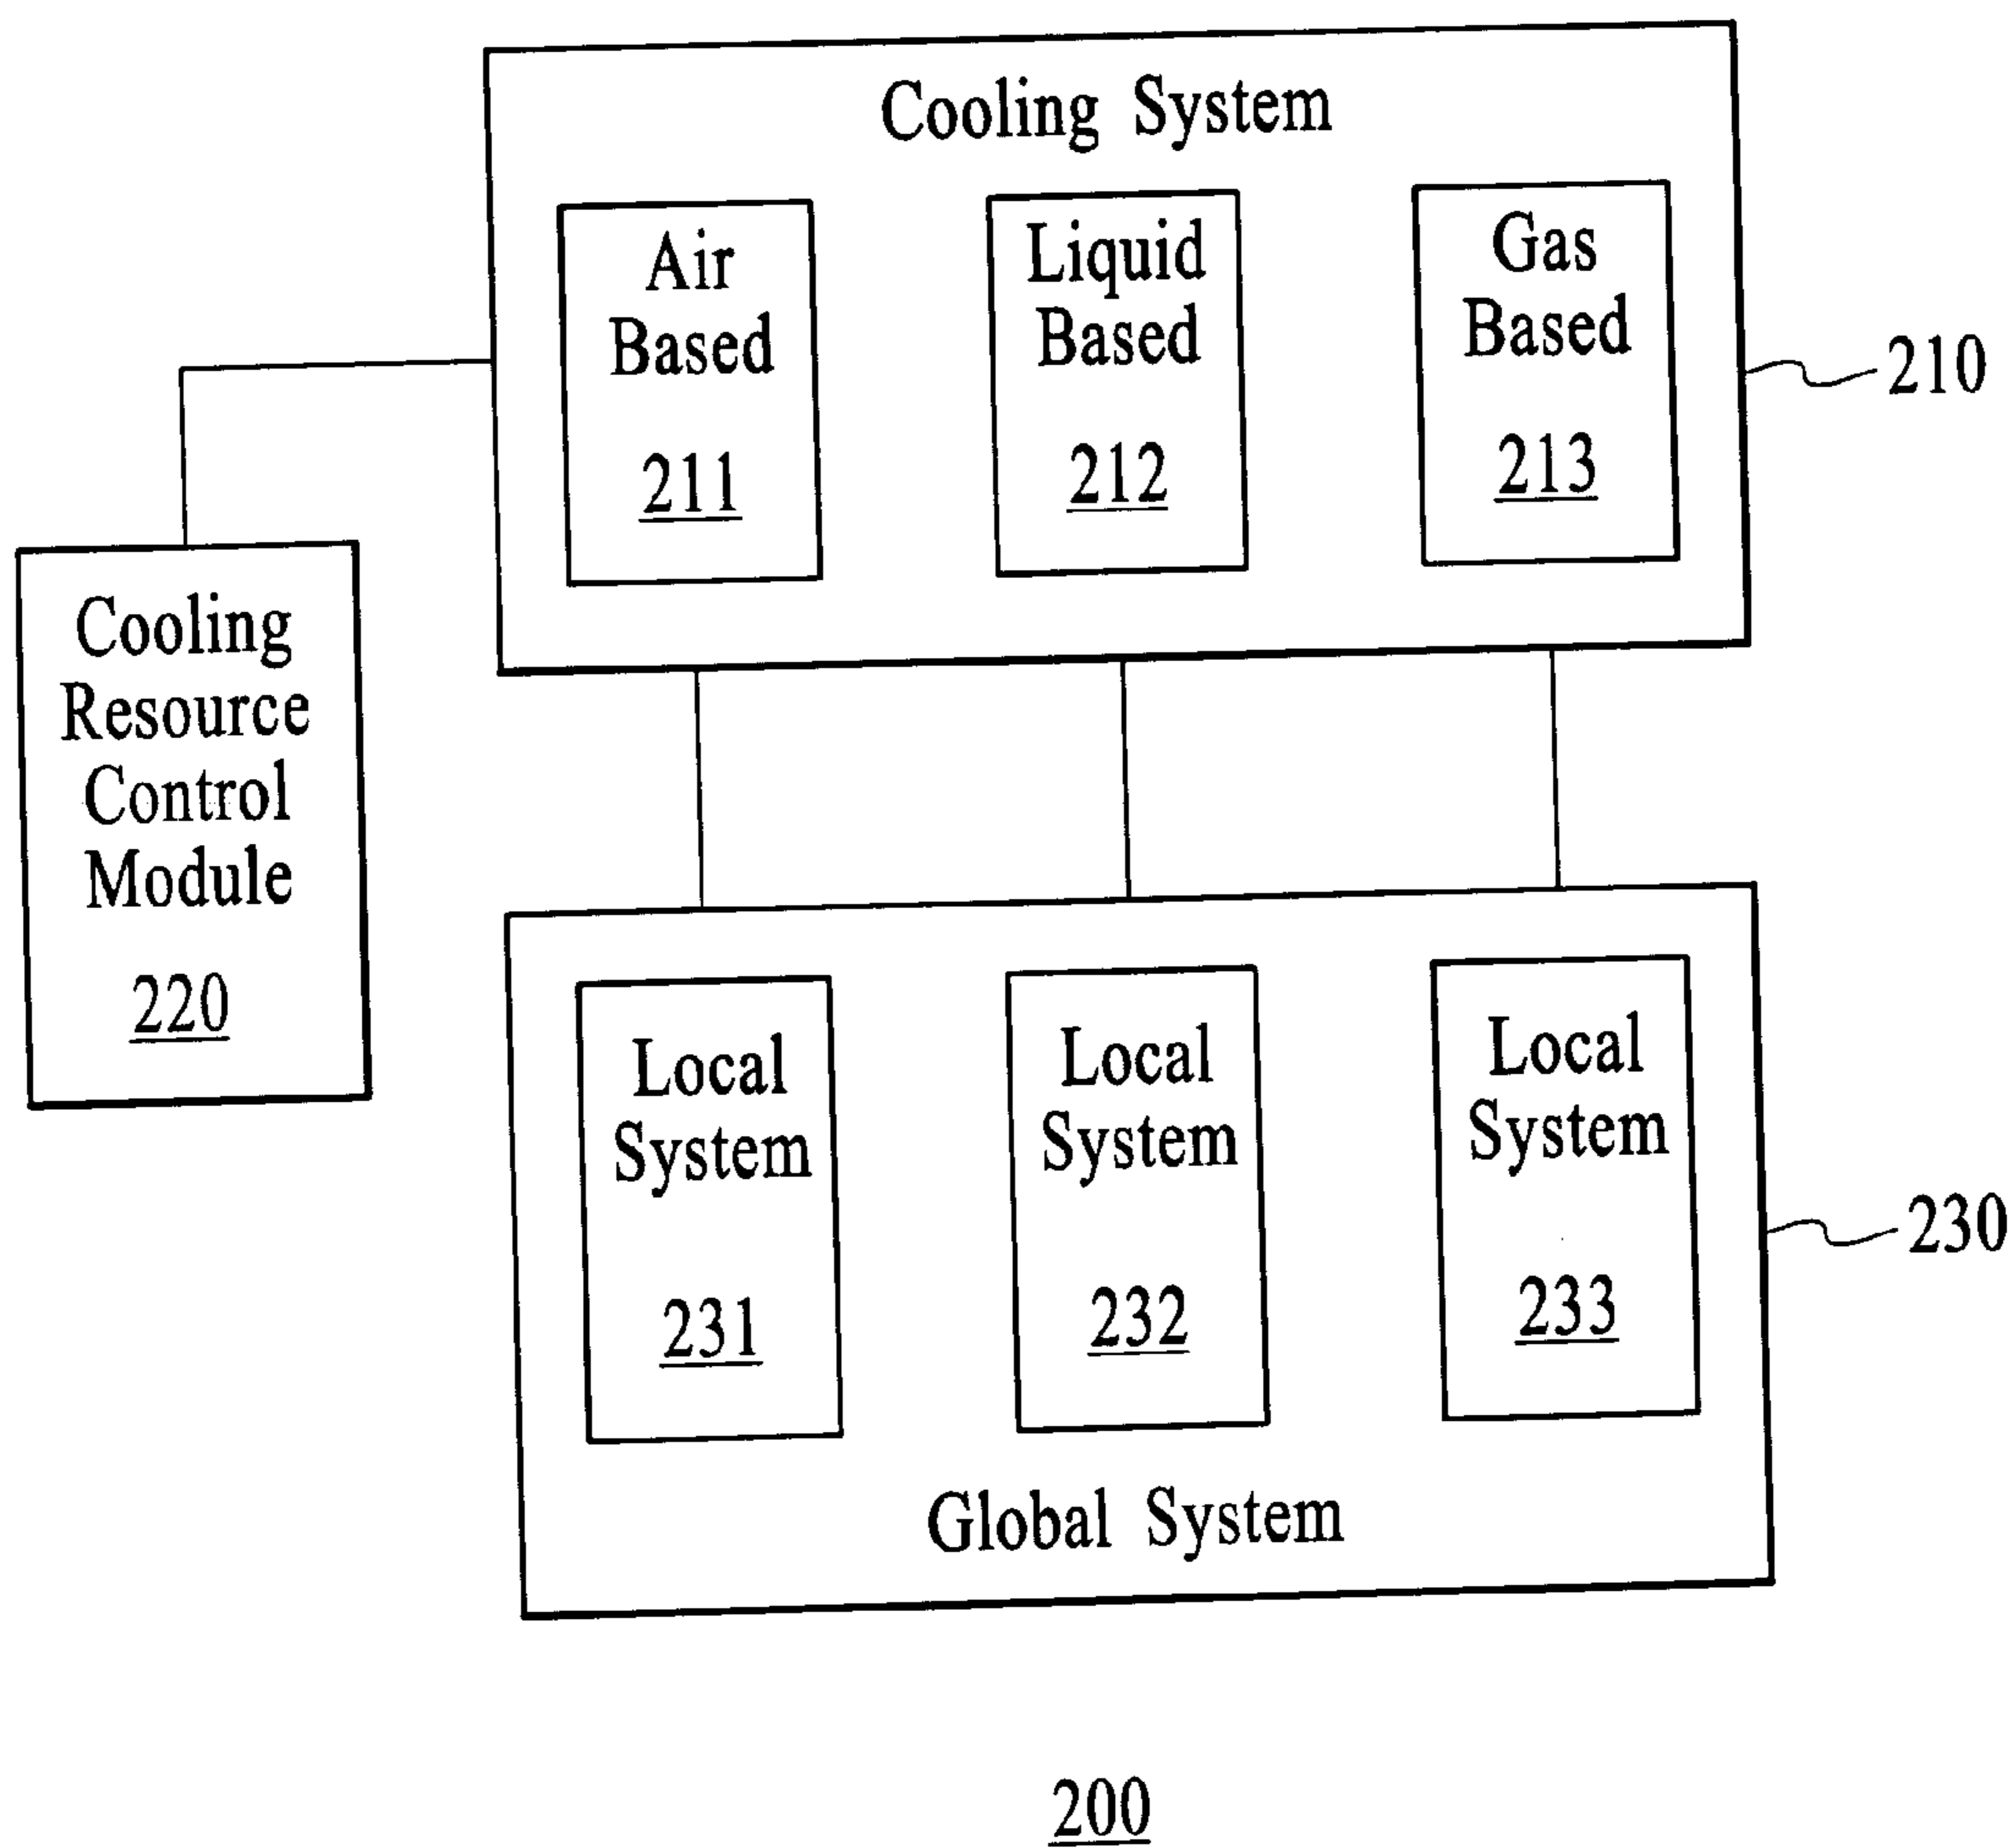 Cooling System
Air
Based
211
Liquid
Based
212
Gas
Based
213
210
Cooling
Resource
Control
Module
220
Local
System
231
Local
System
232
Local
System
233
230
Global System
200